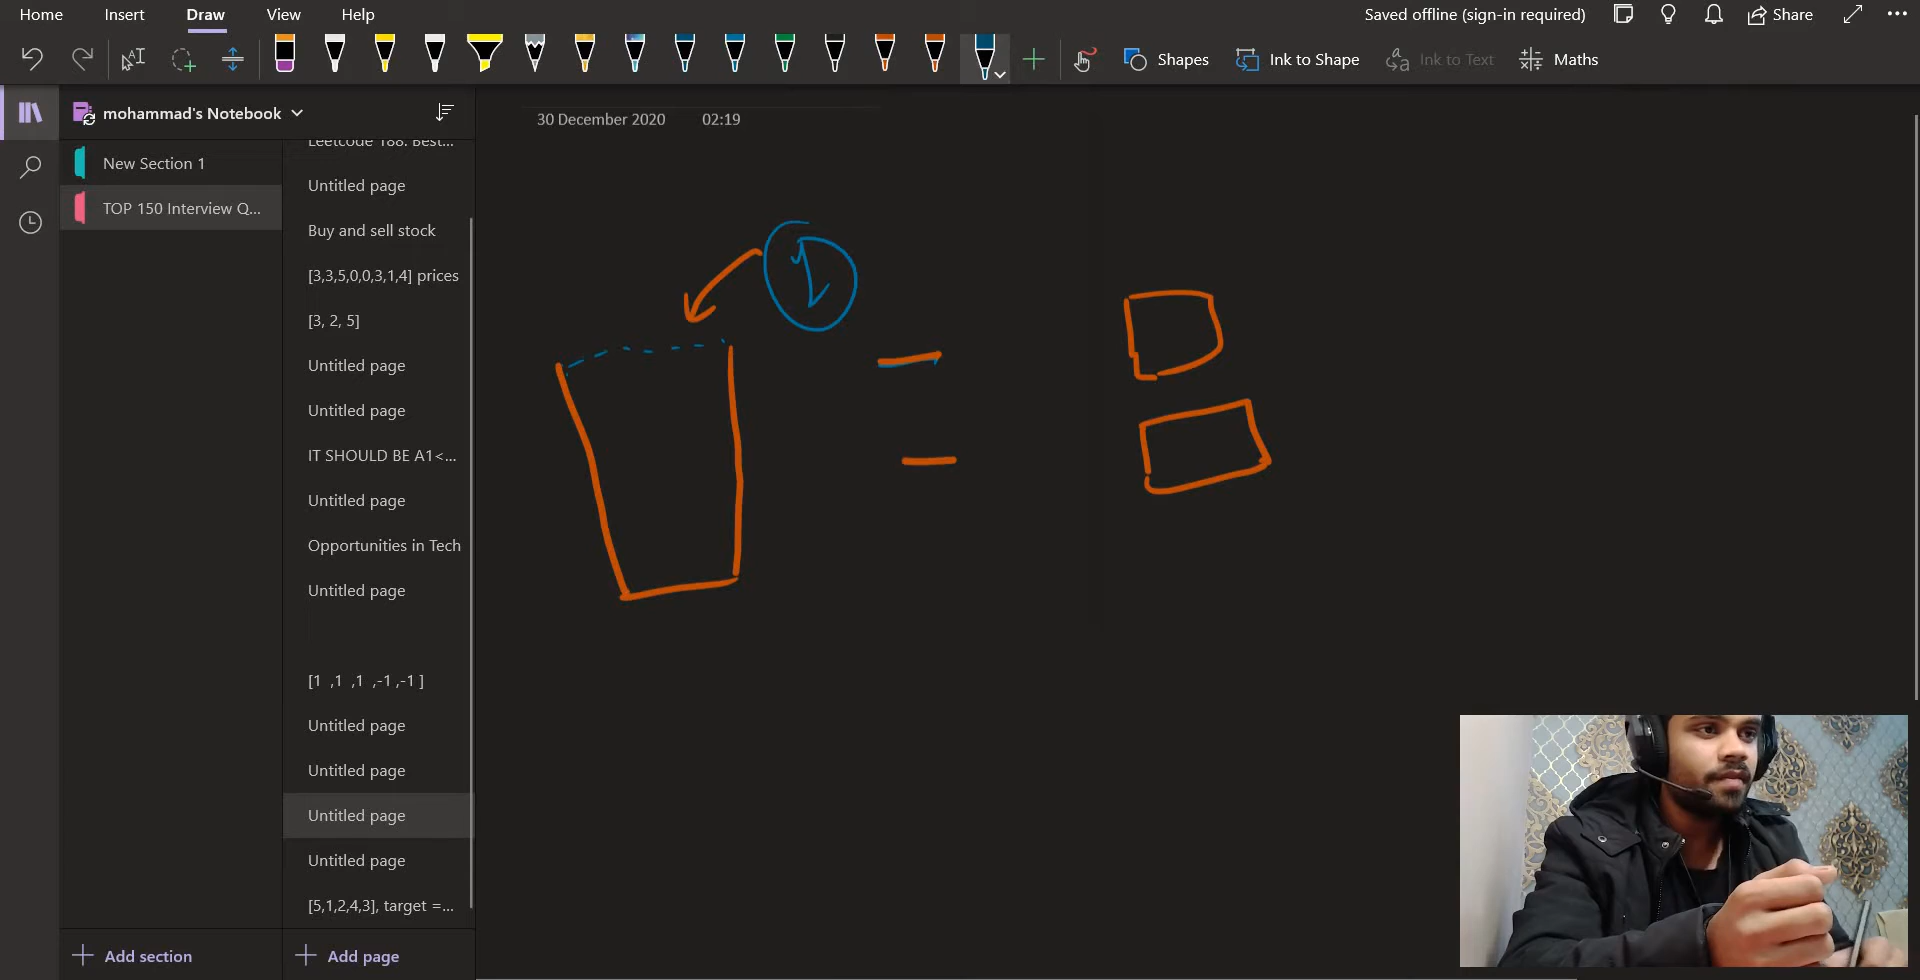 Home Insert Draw View Help Saved offline (sign-in required) Share
Shapes Ink to Shape Ink to Text Maths
mohammad's Notebook
New Section 1
TOP 150 Interview Q...
Leetcode 188. Best...
Untitled page
Buy and sell stock
[3,3,5,0,0,3,1,4] prices
[3, 2, 5]
Untitled page
Untitled page
IT SHOULD BE A1<...
Untitled page
Opportunities in Tech
Untitled page
[1 ,1 ,1 ,-1 ,-1 ]
Untitled page
Untitled page
Untitled page
Untitled page
[5,1,2,4,3], target =...
Add section
Add page
30 December 2020 02:19